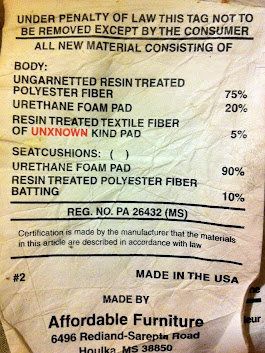 UNDER PENALTY OF LAW THIS TAG NOT TO
BE REMOVED EXCEPT BY THE CONSUMER
ALL NEW MATERIAL CONSISTING OF
BODY:
UNGARNETTED RESIN TREATED
POLYESTER FIBER 75%
URETHANE FOAM PAD 20%
RESIN TREATED TEXTILE FIBER
OF UNXNOWN KIND PAD 5%
SEATCUSHIONS: ( )
URETHANE FOAM PAD 90%
RESIN TREATED POLYESTER FIBER
BATTING 10%
REG. NO. PA 26432 (MS)
Certification is made by the manufacturer that the materials
in this article are described in accordance with law
#2 MADE IN THE USA
MADE BY
Affordable Furniture
6496 Rediand-Sarepta Road
Houlka, MS 38850